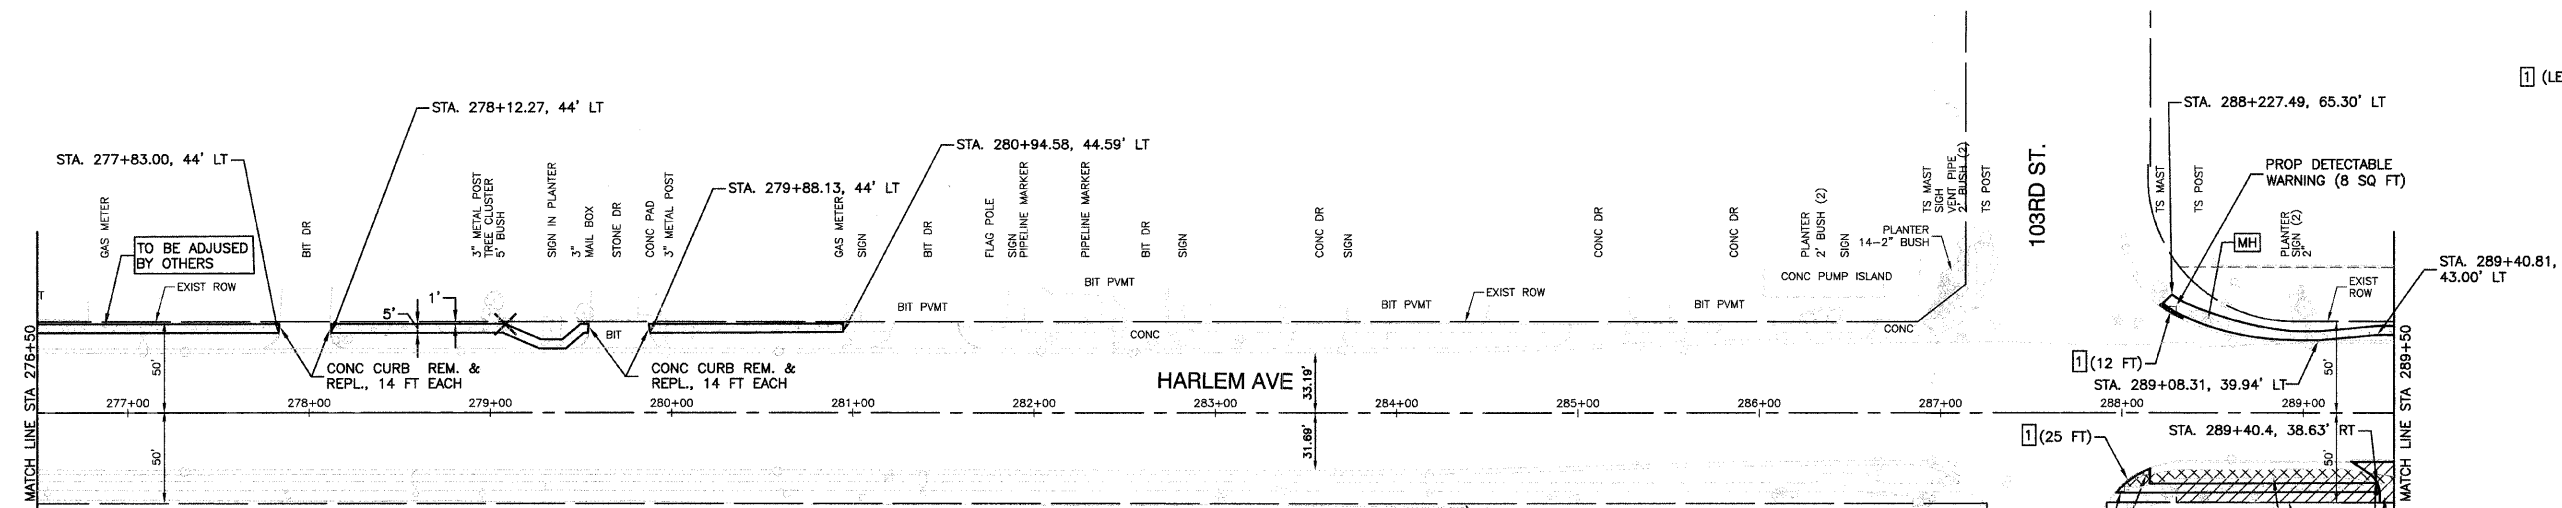 1 (LE
STA. 278+12.27, 44' LT
STA. 288+227.49, 65.30' LT
STA. 277+83.00, 44' LT
STA. 280+94.58, 44.59' LT
STA. 279+88.13, 44' LT
PROP DETECTABLE
WARNING (8 SQ FT)
GAS METER
BIT DR
3" METAL POST
TREE CLUSTER
5' BUSH
SIGN IN PLANTER
3"
MAIL BOX
STONE DR
CONC PAD
3" METAL POST
GAS METER
SIGN
BIT DR
FLAG POLE
SIGN
PIPELINE MARKER
PIPELINE MARKER
BIT DR
SIGN
CONC DR
SIGN
CONC DR
CONC DR
PLANTER
2' BUSH (2)
SIGN
PLANTER
14-2" BUSH
TS MAST
SIGH
VENT PIPE
2' BUSH (2)
TS POST
103RD ST.
TS MAST
TS POST
MH
PLANTER
SIGN (2)
2"
STA. 289+40.81,
43.00' LT
TO BE ADJUSED
BY OTHERS
EXIST ROW
1'
5'
BIT
BIT PVMT
BIT PVMT
CONC
BIT PVMT
EXIST ROW
BIT PVMT
CONC PUMP ISLAND
CONC
EXIST
ROW
T
CONC CURB REM. &
REPL., 14 FT EACH
CONC CURB REM. &
REPL., 14 FT EACH
HARLEM AVE
33.19'
31.69'
1 (12 FT)
STA. 289+08.31, 39.94' LT
50'
50'
50'
50'
277+00
278+00
279+00
280+00
281+00
282+00
283+00
284+00
285+00
286+00
287+00
288+00
289+00
1 (25 FT)
STA. 289+40.4, 38.63' RT
MATCH LINE STA 276+50
MATCH LINE STA 289+50